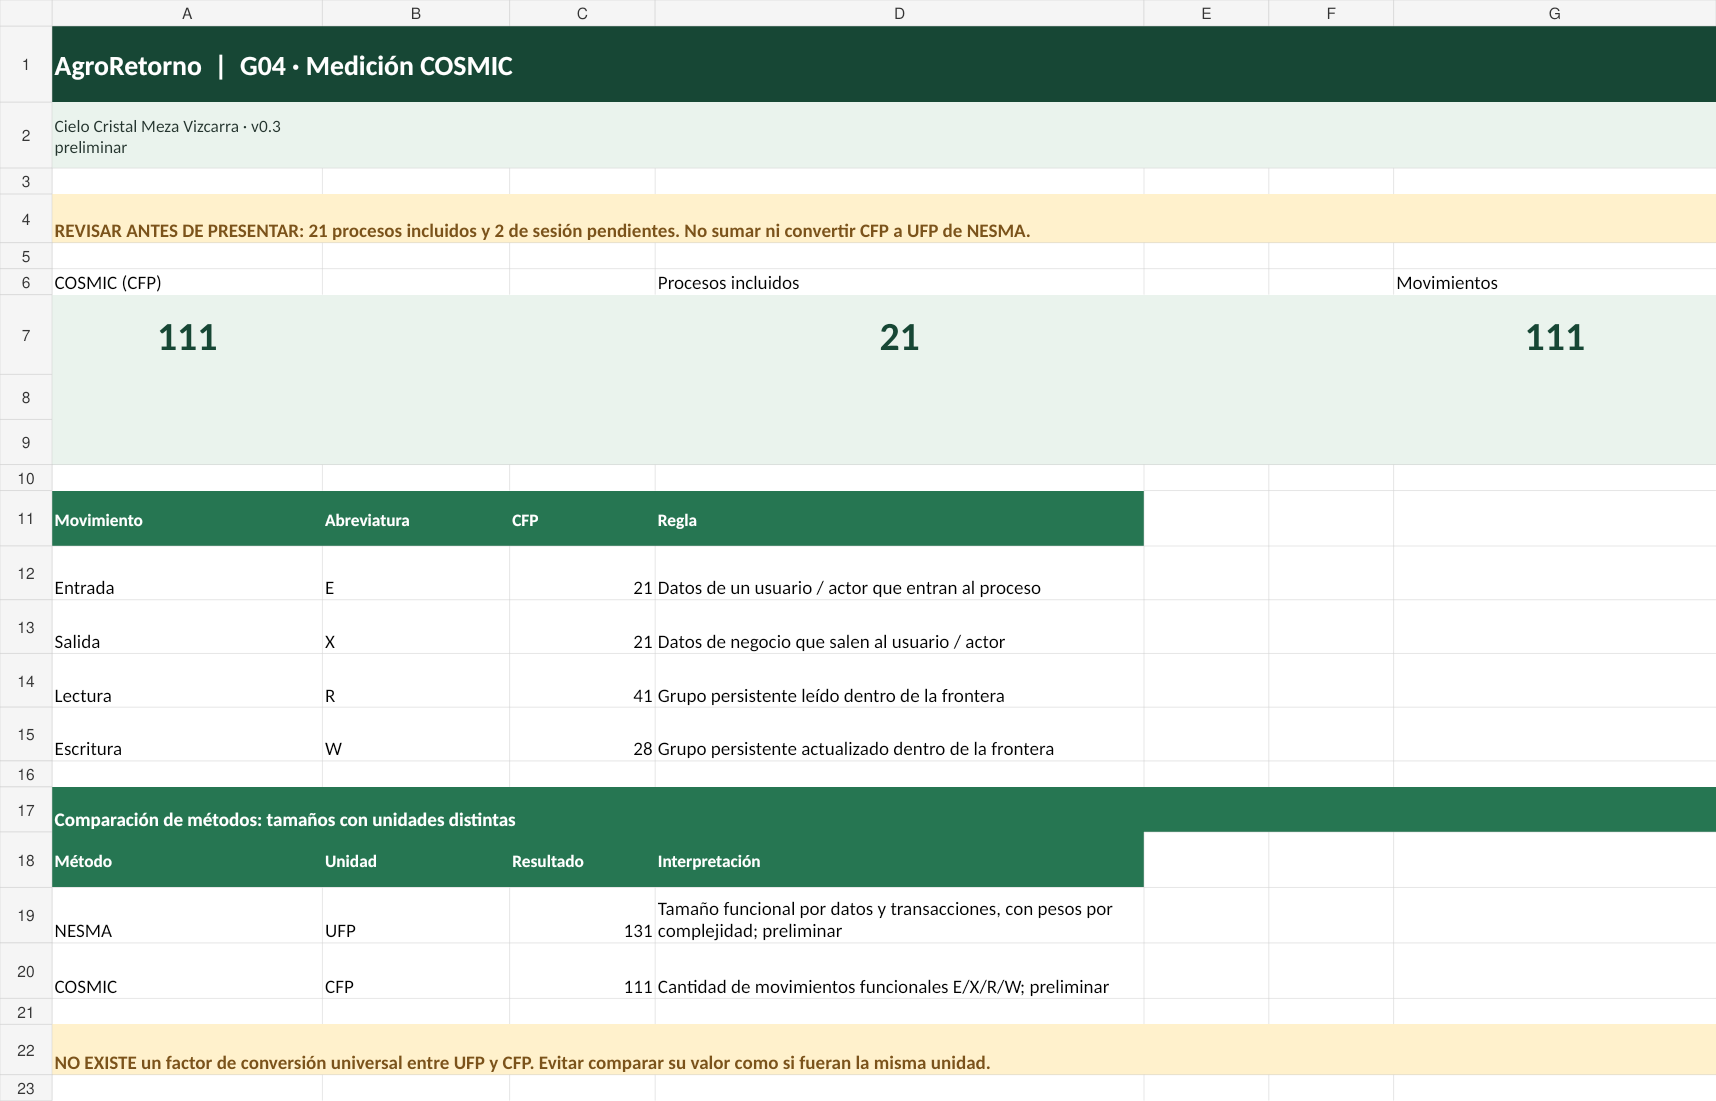 A B C D E F G
1 AgroRetorno | G04 · Medición COSMIC
2 Cielo Cristal Meza Vizcarra · v0.3
preliminar
3
4 REVISAR ANTES DE PRESENTAR: 21 procesos incluidos y 2 de sesión pendientes. No sumar ni convertir CFP a UFP de NESMA.
5
6 COSMIC (CFP) Procesos incluidos Movimientos
7 111 21 111
8
9
10
11 Movimiento Abreviatura CFP Regla
12 Entrada E 21 Datos de un usuario / actor que entran al proceso
13 Salida X 21 Datos de negocio que salen al usuario / actor
14 Lectura R 41 Grupo persistente leído dentro de la frontera
15 Escritura W 28 Grupo persistente actualizado dentro de la frontera
16
17 Comparación de métodos: tamaños con unidades distintas
18 Método Unidad Resultado Interpretación
19 NESMA UFP 131 Tamaño funcional por datos y transacciones, con pesos por
complejidad; preliminar
20 COSMIC CFP 111 Cantidad de movimientos funcionales E/X/R/W; preliminar
21
22 NO EXISTE un factor de conversión universal entre UFP y CFP. Evitar comparar su valor como si fueran la misma unidad.
23